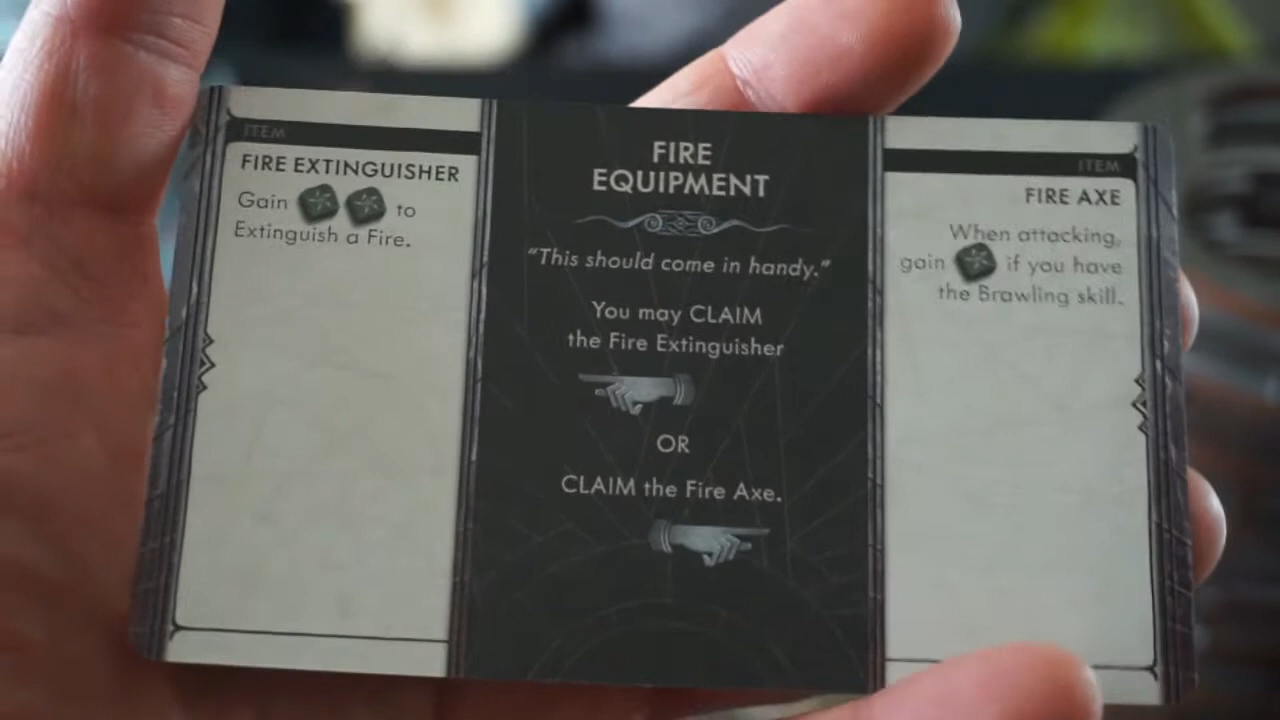 ITEM
FIRE EXTINGUISHER
Gain to
Extinguish a Fire.
FIRE
EQUIPMENT
“This should come in handy.”
You may CLAIM
the Fire Extinguisher
OR
CLAIM the Fire Axe.
ITEM
FIRE AXE
When attacking,
gain if you have
the Brawling skill.